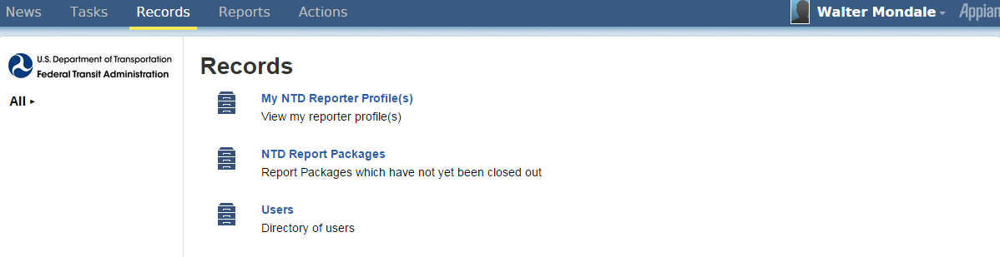 News Tasks Records Reports Actions Walter Mondale Appian
U.S. Department of Transportation
Federal Transit Administration
All
Records
My NTD Reporter Profile(s)
View my reporter profile(s)
NTD Report Packages
Report Packages which have not yet been closed out
Users
Directory of users